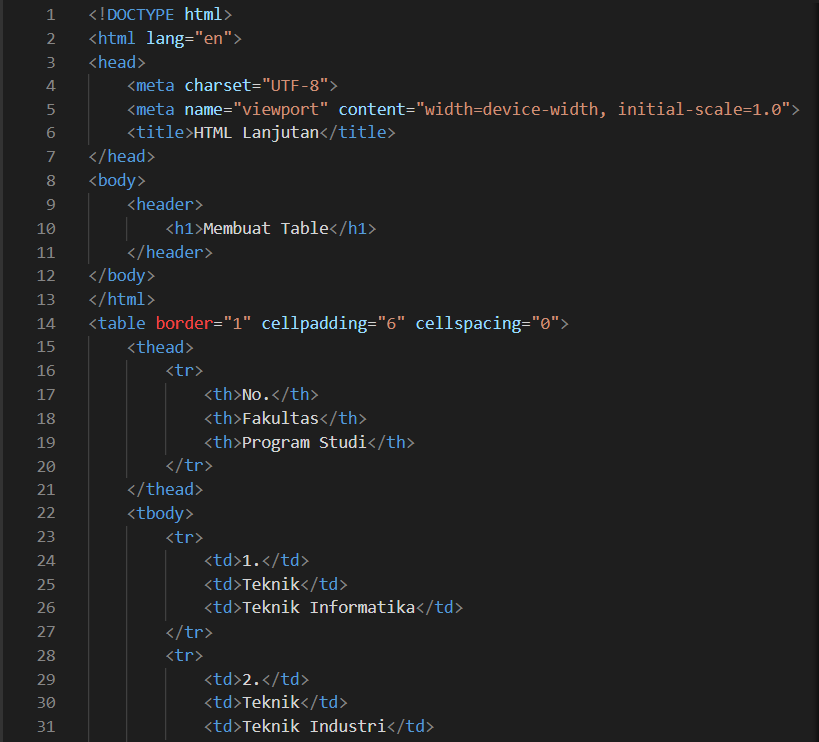 1 <!DOCTYPE html>
2 <html lang="en">
3 <head>
4     <meta charset="UTF-8">
5     <meta name="viewport" content="width=device-width, initial-scale=1.0">
6     <title>HTML Lanjutan</title>
7 </head>
8 <body>
9     <header>
10         <h1>Membuat Table</h1>
11     </header>
12 </body>
13 </html>
14 <table border="1" cellpadding="6" cellspacing="0">
15     <thead>
16         <tr>
17             <th>No.</th>
18             <th>Fakultas</th>
19             <th>Program Studi</th>
20         </tr>
21     </thead>
22     <tbody>
23         <tr>
24             <td>1.</td>
25             <td>Teknik</td>
26             <td>Teknik Informatika</td>
27         </tr>
28         <tr>
29             <td>2.</td>
30             <td>Teknik</td>
31             <td>Teknik Industri</td>